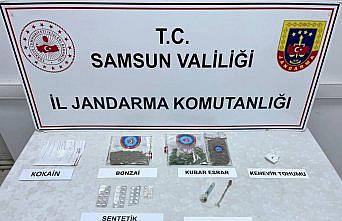 T.C.
SAMSUN VALİLİĞİ
İL JANDARMA KOMUTANLIĞI
KOKAİN
BONZAİ
KUBAR ESRAR
KENEVİR TOHUMU
SENTETİK